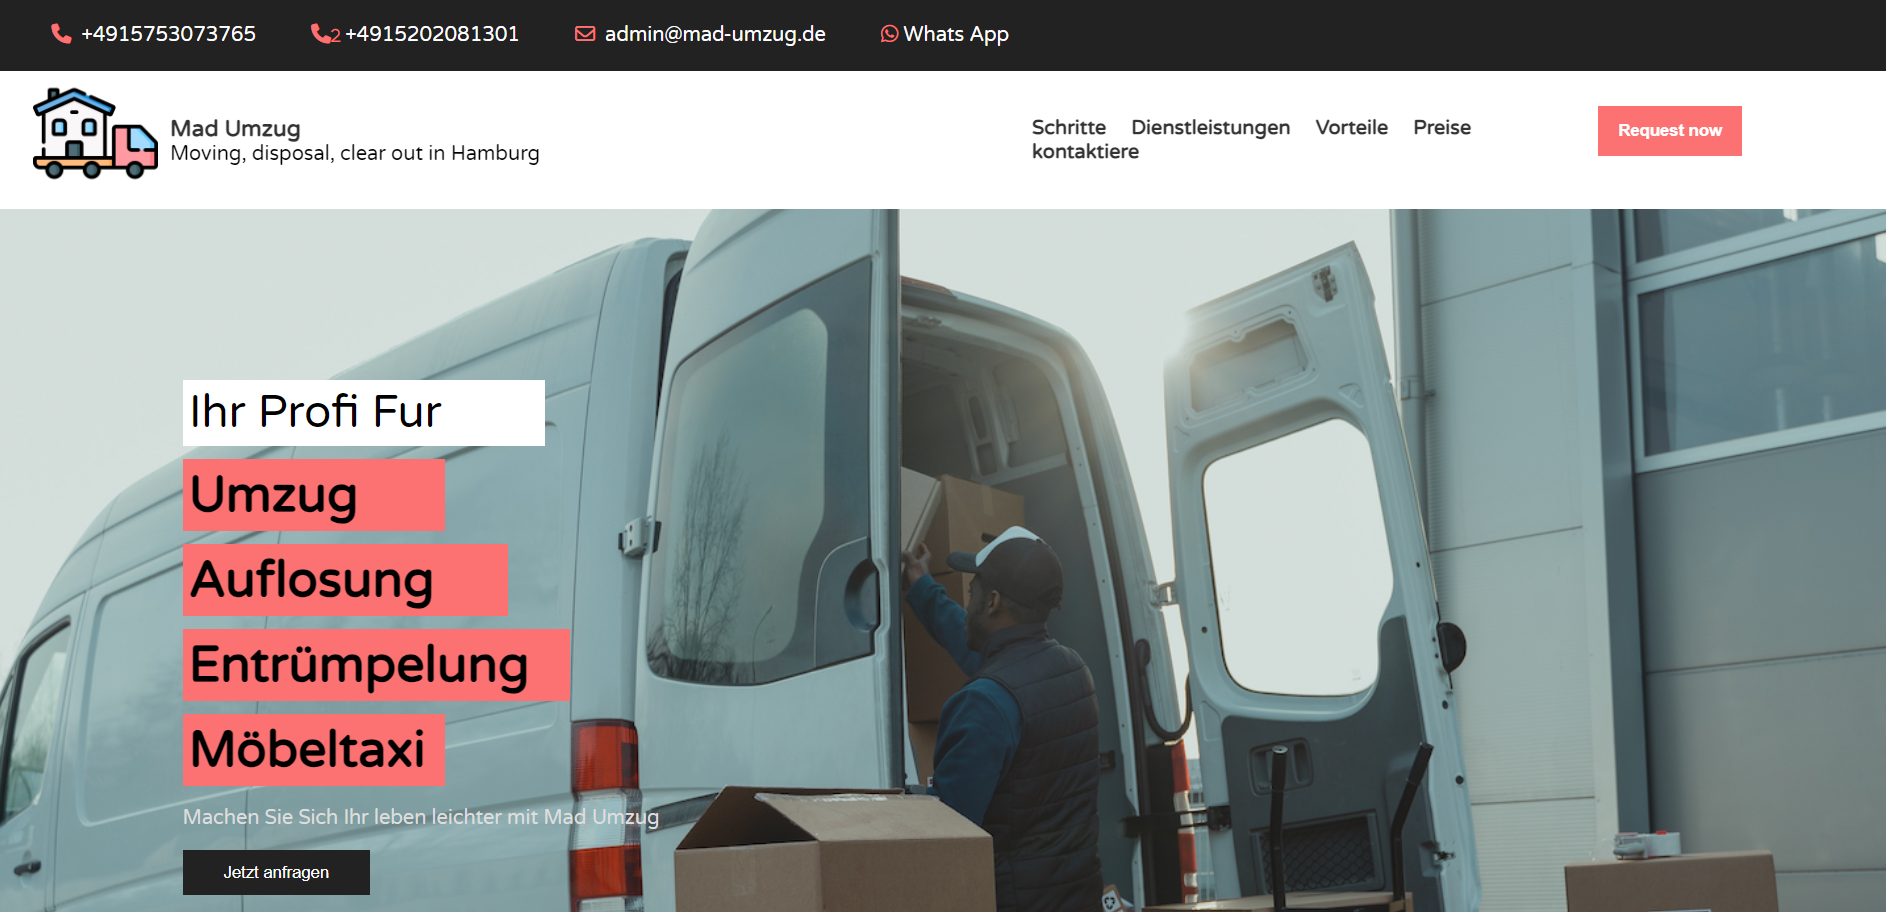 +4915753073765 2 +4915202081301 admin@mad-umzug.de Whats App
Mad Umzug
Moving, disposal, clear out in Hamburg
Schritte Dienstleistungen Vorteile Preise
kontaktiere
Request now
Ihr Profi Fur
Umzug
Auflosung
Entrümpelung
Möbeltaxi
Machen Sie Sich Ihr leben leichter mit Mad Umzug
Jetzt anfragen